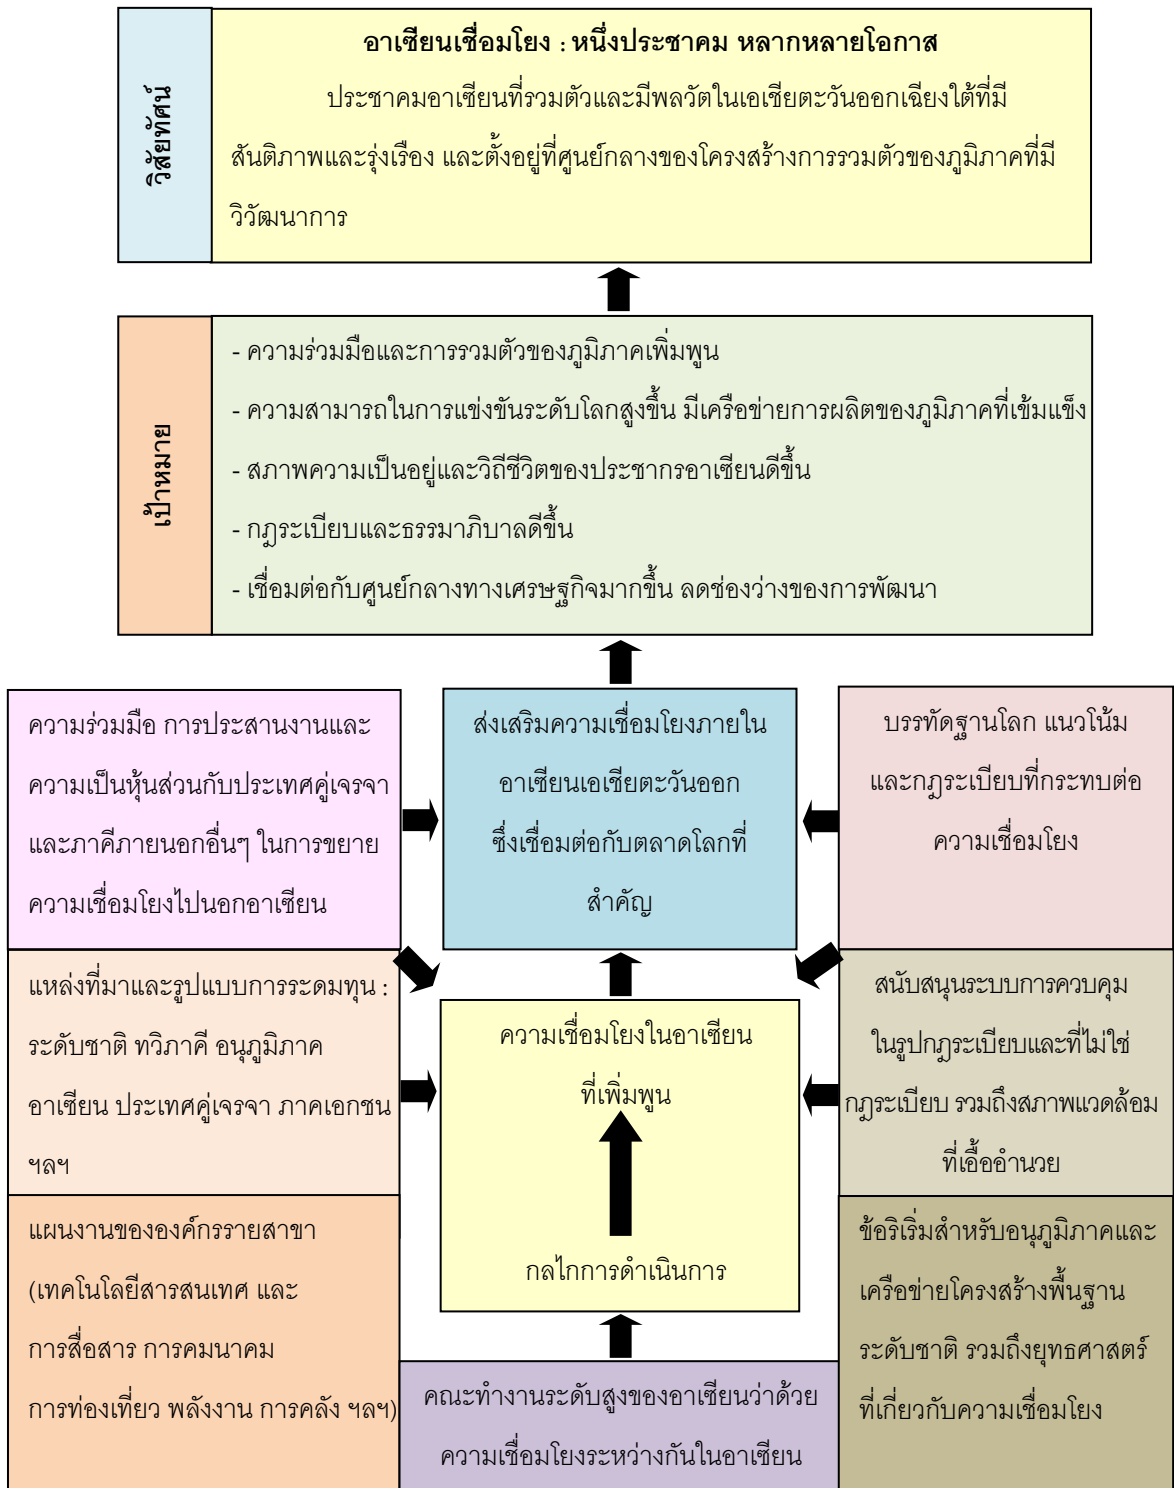 วิสัยทัศน์
อาเซียนเชื่อมโยง : หนึ่งประชาคม หลากหลายโอกาส
ประชาคมอาเซียนที่รวมตัวและมีพลวัตในเอเชียตะวันออกเฉียงใต้ที่มี
สันติภาพและรุ่งเรือง และตั้งอยู่ที่ศูนย์กลางของโครงสร้างการรวมตัวของภูมิภาคที่มี
วิวัฒนาการ
เป้าหมาย
- ความร่วมมือและการรวมตัวของภูมิภาคเพิ่มพูน
- ความสามารถในการแข่งขันระดับโลกสูงขึ้น มีเครือข่ายการผลิตของภูมิภาคที่เข้มแข็ง
- สภาพความเป็นอยู่และวิถีชีวิตของประชากรอาเซียนดีขึ้น
- กฎระเบียบและธรรมาภิบาลดีขึ้น
- เชื่อมต่อกับศูนย์กลางทางเศรษฐกิจมากขึ้น ลดช่องว่างของการพัฒนา
ความร่วมมือ การประสานงานและ
ความเป็นหุ้นส่วนกับประเทศคู่เจรจา
และภาคีภายนอกอื่นๆ ในการขยาย
ความเชื่อมโยงไปนอกอาเซียน
ส่งเสริมความเชื่อมโยงภายใน
อาเซียนเอเชียตะวันออก
ซึ่งเชื่อมต่อกับตลาดโลกที่
สำคัญ
บรรทัดฐานโลก แนวโน้ม
และกฎระเบียบที่กระทบต่อ
ความเชื่อมโยง
แหล่งที่มาและรูปแบบการระดมทุน :
ระดับชาติ ทวิภาคี อนุภูมิภาค
อาเซียน ประเทศคู่เจรจา ภาคเอกชน
ฯลฯ
ความเชื่อมโยงในอาเซียน
ที่เพิ่มพูน
กลไกการดำเนินการ
สนับสนุนระบบการควบคุม
ในรูปกฎระเบียบและที่ไม่ใช่
กฎระเบียบ รวมถึงสภาพแวดล้อม
ที่เอื้ออำนวย
แผนงานขององค์กรรายสาขา
(เทคโนโลยีสารสนเทศ และ
การสื่อสาร การคมนาคม
การท่องเที่ยว พลังงาน การคลัง ฯลฯ)
คณะทำงานระดับสูงของอาเซียนว่าด้วย
ความเชื่อมโยงระหว่างกันในอาเซียน
ข้อริเริ่มสำหรับอนุภูมิภาคและ
เครือข่ายโครงสร้างพื้นฐาน
ระดับชาติ รวมถึงยุทธศาสตร์
ที่เกี่ยวกับความเชื่อมโยง